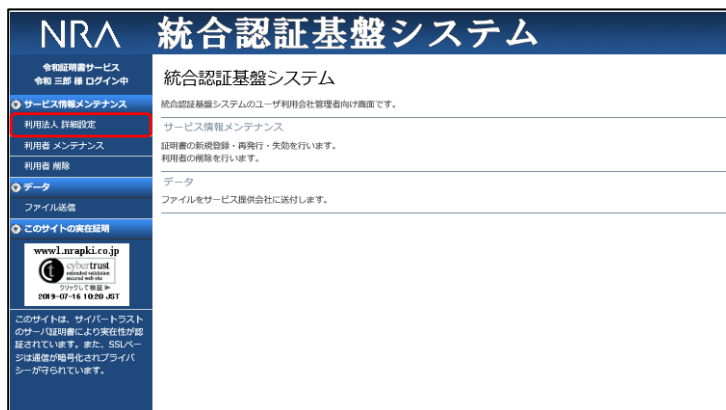 NRA 統合認証基盤システム
令和証明書サービス
令和 三郎 様 ログイン中
サービス情報メンテナンス
利用法人 詳細設定
利用者 メンテナンス
利用者 削除
データ
ファイル送信
このサイトの実在証明
www1.nrapki.co.jp
cybertrust
extended validation
secured web site
クリックして検証
2019-07-16 10:20 JST
このサイトは、サイバートラスト
のサーバ証明書により実在性が認
証されています。また、SSLペー
ジは通信が暗号化されプライバ
シーが守られています。
統合認証基盤システム
統合認証基盤システムのユーザ利用会社管理者向け画面です。
サービス情報メンテナンス
証明書の新規登録・再発行・失効を行います。
利用者の削除を行います。
データ
ファイルをサービス提供会社に送付します。